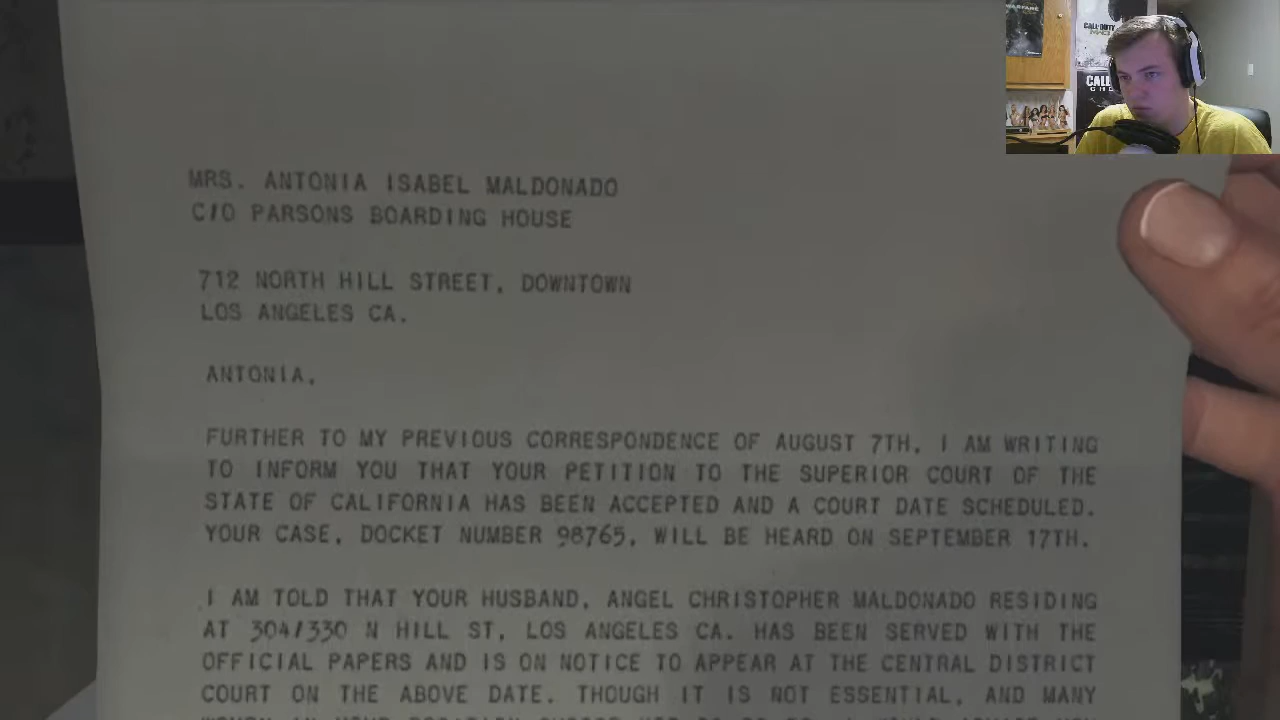 MRS. ANTONIA ISABEL MALDONADO
C/O PARSONS BOARDING HOUSE
712 NORTH HILL STREET, DOWNTOWN
LOS ANGELES CA.
ANTONIA,
FURTHER TO MY PREVIOUS CORRESPONDENCE OF AUGUST 7TH, I AM WRITING
TO INFORM YOU THAT YOUR PETITION TO THE SUPERIOR COURT OF THE
STATE OF CALIFORNIA HAS BEEN ACCEPTED AND A COURT DATE SCHEDULED.
YOUR CASE, DOCKET NUMBER 98765, WILL BE HEARD ON SEPTEMBER 17TH.
I AM TOLD THAT YOUR HUSBAND, ANGEL CHRISTOPHER MALDONADO RESIDING
AT 304/330 N HILL ST, LOS ANGELES CA. HAS BEEN SERVED WITH THE
OFFICIAL PAPERS AND IS ON NOTICE TO APPEAR AT THE CENTRAL DISTRICT
COURT ON THE ABOVE DATE. THOUGH IT IS NOT ESSENTIAL, AND MANY
CALL OF DUTY
CALL